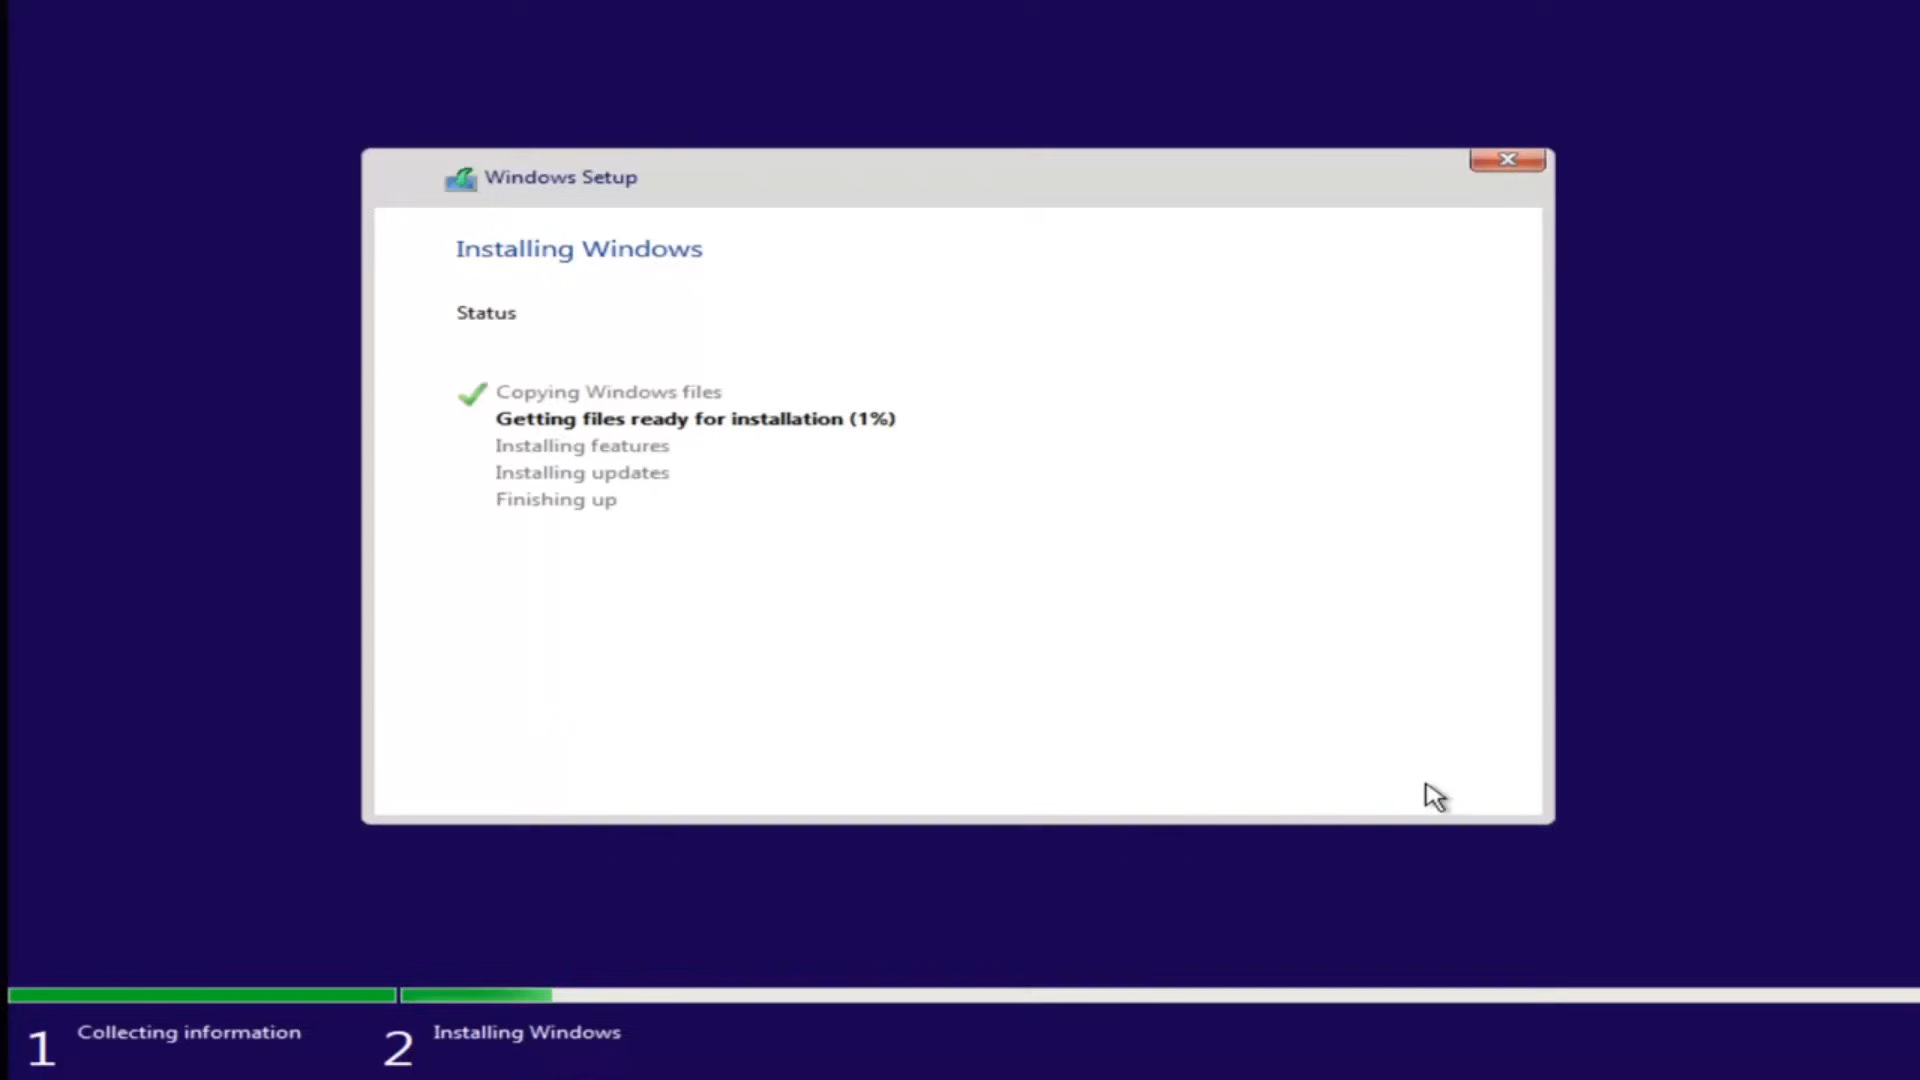 Windows Setup
Installing Windows
Status
Copying Windows files
Getting files ready for installation (1%)
Installing features
Installing updates
Finishing up
1 Collecting information
2 Installing Windows